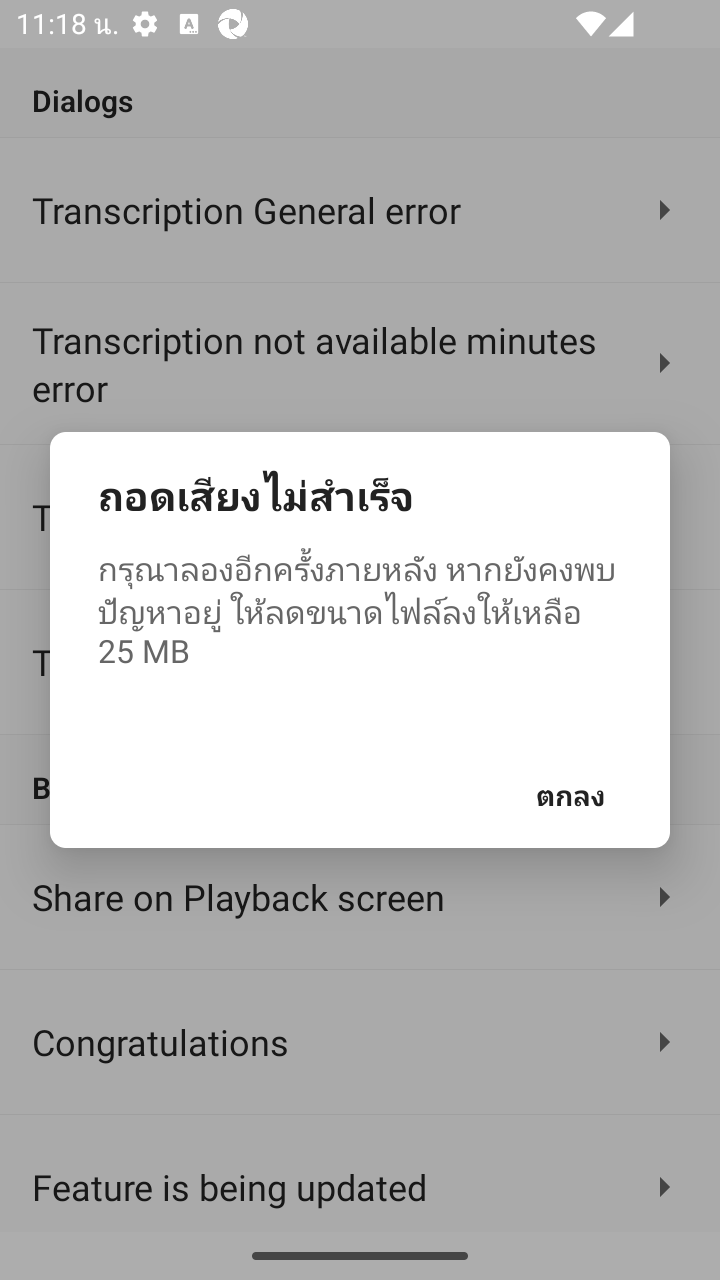 11:18 น.
Dialogs
Transcription General error
Transcription not available minutes
error
T
ถอดเสียงไม่สำเร็จ
กรุณาลองอีกครั้งภายหลัง หากยังคงพบ
ปัญหาอยู่ ให้ลดขนาดไฟล์ลงให้เหลือ
25 MB
T
B
ตกลง
Share on Playback screen
Congratulations
Feature is being updated